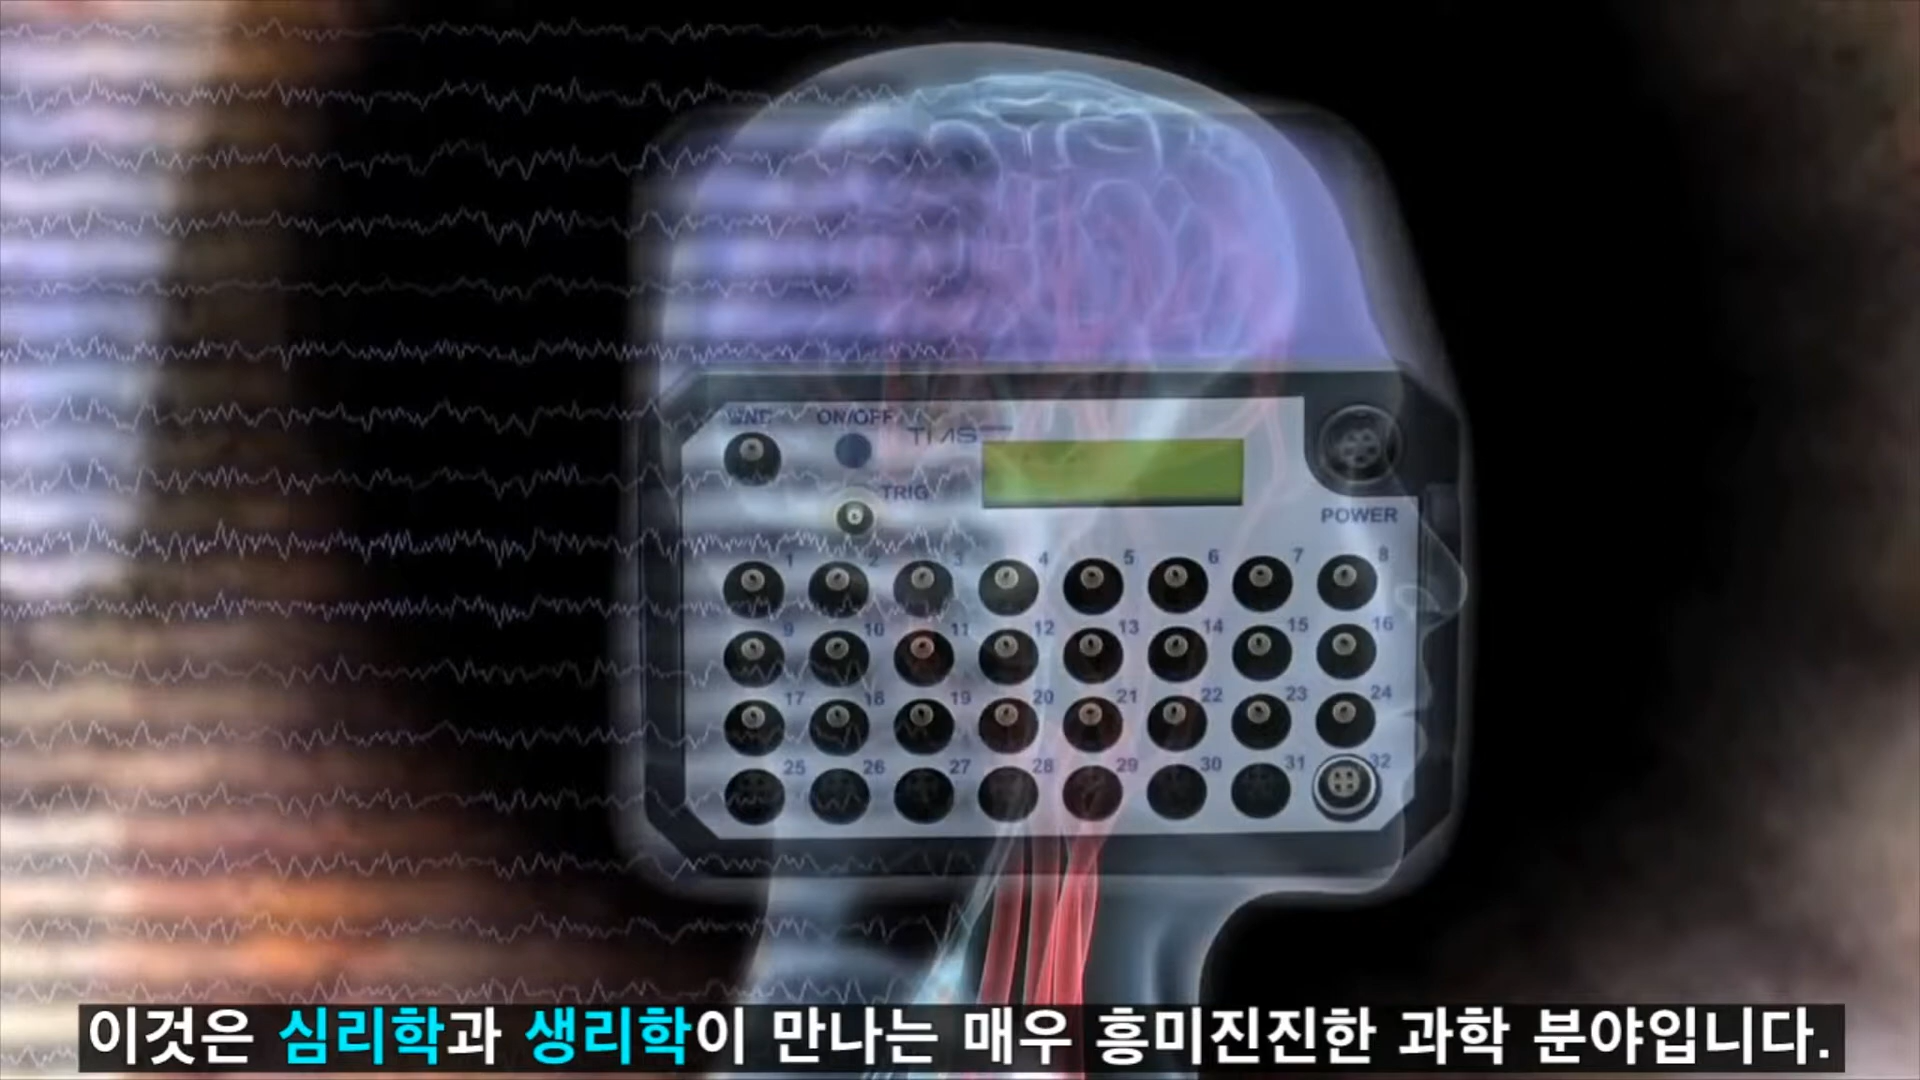 ON/OFF
TRIG
POWER
1 2 3 4 5 6 7 8
9 10 11 12 13 14 15 16
17 18 19 20 21 22 23 24
25 26 27 28 29 30 31 32
이것은 심리학과 생리학이 만나는 매우 흥미진진한 과학 분야입니다.